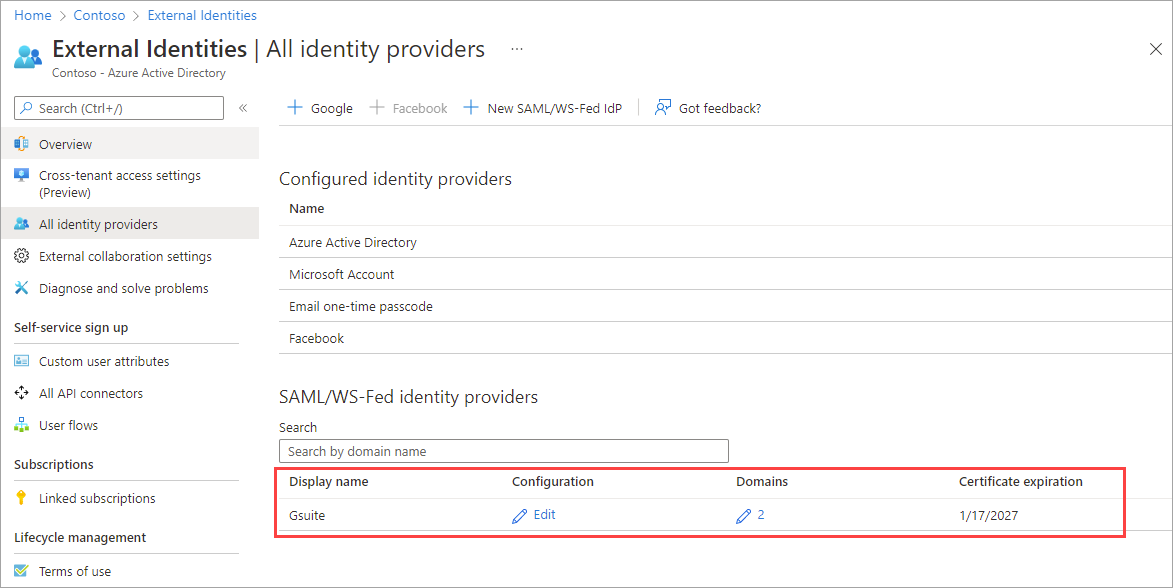 Home > Contoso > External Identities
External Identities | All identity providers ...
Contoso - Azure Active Directory
Search (Ctrl+/)
«
Overview
Cross-tenant access settings
(Preview)
All identity providers
External collaboration settings
Diagnose and solve problems
Self-service sign up
Custom user attributes
All API connectors
User flows
Subscriptions
Linked subscriptions
Lifecycle management
Terms of use
Google Facebook New SAML/WS-Fed IdP Got feedback?
Configured identity providers
Name
Azure Active Directory
Microsoft Account
Email one-time passcode
Facebook
SAML/WS-Fed identity providers
Search
Search by domain name
Display name Configuration Domains Certificate expiration
Gsuite Edit 2 1/17/2027